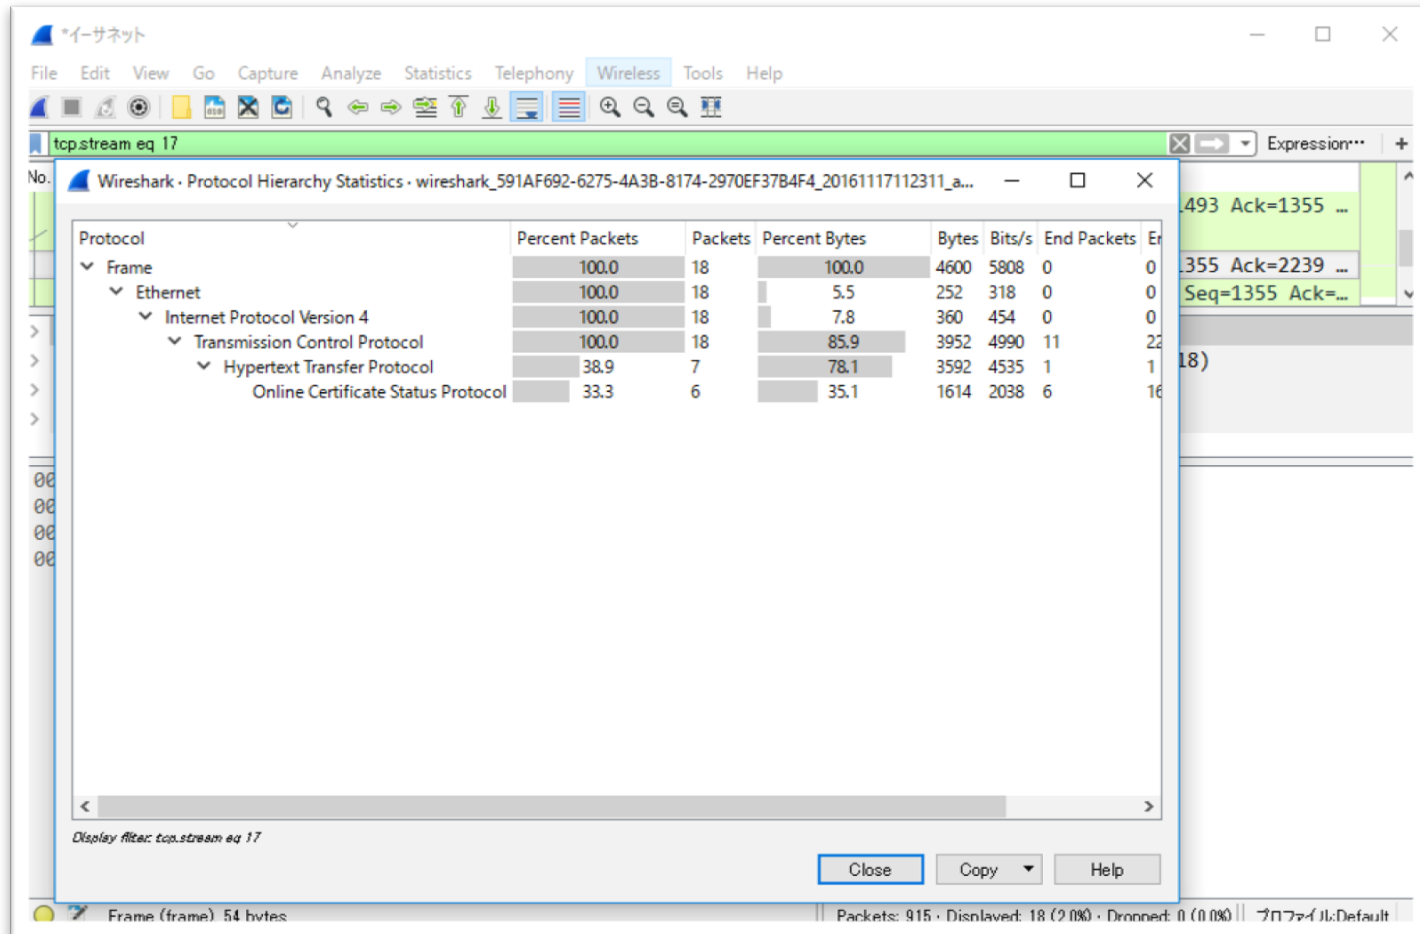 *イーサネット
File Edit View Go Capture Analyze Statistics Telephony Wireless Tools Help
tcp.stream eq 17 Expression… +
No.
Wireshark · Protocol Hierarchy Statistics · wireshark_591AF692-6275-4A3B-8174-2970EF37B4F4_20161117112311_a...
.493 Ack=1355 …
Protocol Percent Packets Packets Percent Bytes Bytes Bits/s End Packets Er
Frame 100.0 18 100.0 4600 5808 0 0
.355 Ack=2239 …
Ethernet 100.0 18 5.5 252 318 0 0
Seq=1355 Ack=…
Internet Protocol Version 4 100.0 18 7.8 360 454 0 0
Transmission Control Protocol 100.0 18 85.9 3952 4990 11 22
Hypertext Transfer Protocol 38.9 7 78.1 3592 4535 1 1
18)
Online Certificate Status Protocol 33.3 6 35.1 1614 2038 6 16
00
00
00
00
Display filter: tcp.stream eq 17
Close Copy Help
Frame (frame), 54 bytes Packets: 915 · Displayed: 18 (2.0%) · Dropped: 0 (0.0%) プロファイル:Default